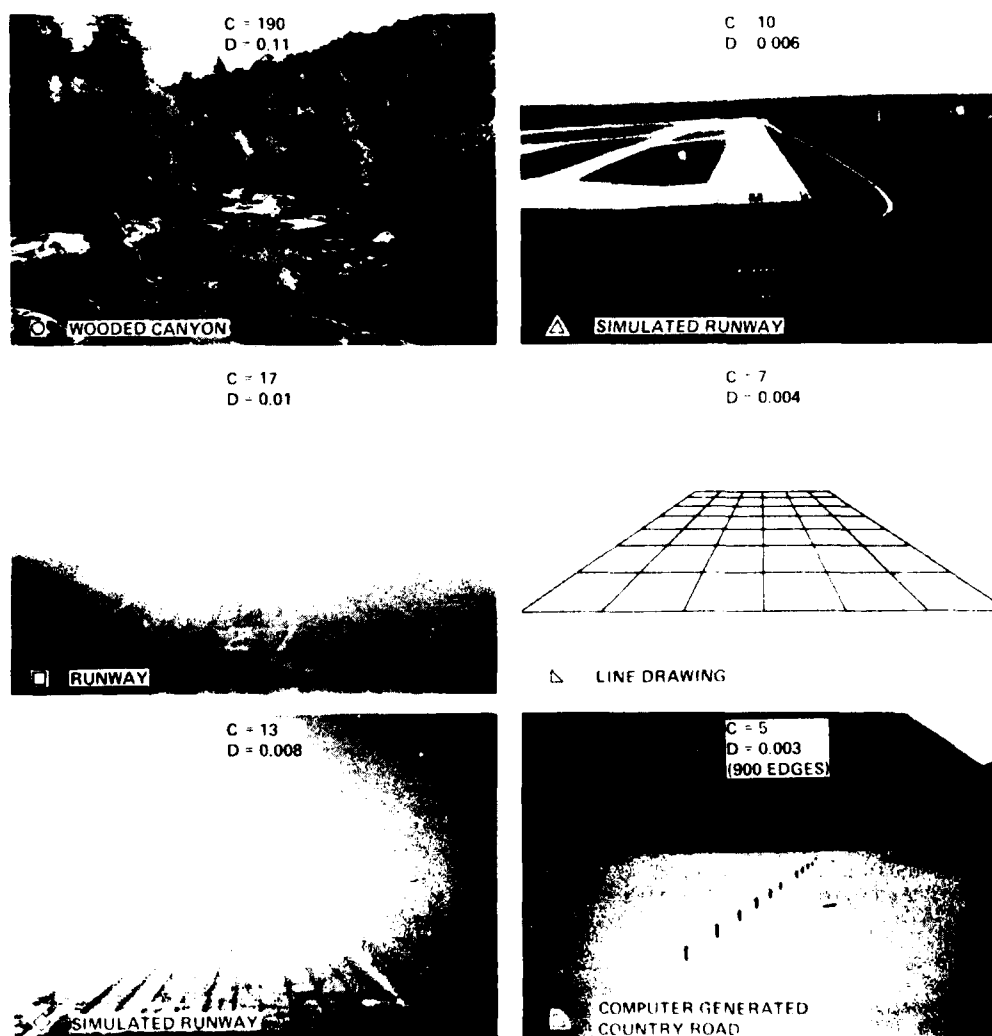 C = 190
D = 0.11
WOODED CANYON
C 10
D 0.006
SIMULATED RUNWAY
C = 17
D = 0.01
RUNWAY
C = 7
D = 0.004
LINE DRAWING
C = 13
D = 0.008
SIMULATED RUNWAY
C = 5
D = 0.003
(900 EDGES)
COMPUTER GENERATED
COUNTRY ROAD